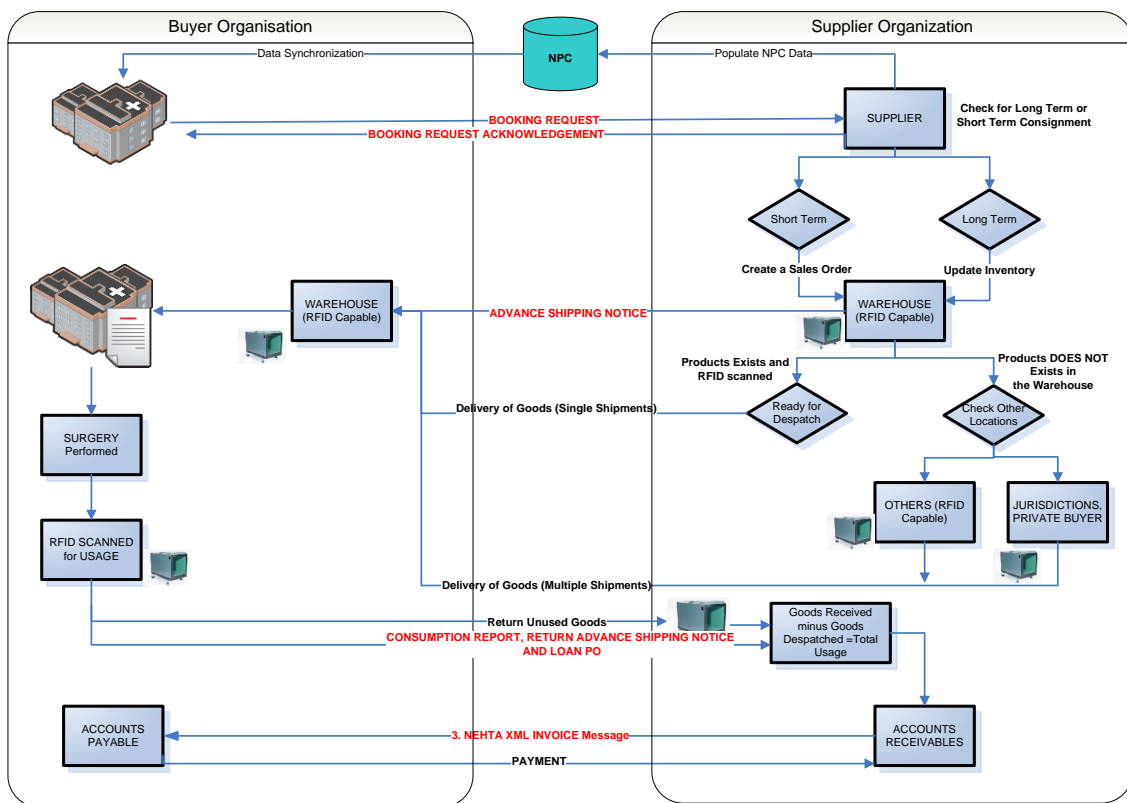 Buyer Organisation
Supplier Organization
Data Synchronization
NPC
Populate NPC Data
BOOKING REQUEST
BOOKING REQUEST ACKNOWLEDGEMENT
SUPPLIER
Check for Long Term or
Short Term Consignment
Short Term
Long Term
Create a Sales Order
Update Inventory
WAREHOUSE
(RFID Capable)
ADVANCE SHIPPING NOTICE
WAREHOUSE
(RFID Capable)
Products Exists and
RFID scanned
Products DOES NOT
Exists in
the Warehouse
Delivery of Goods (Single Shipments)
Ready for
Despatch
Check Other
Locations
SURGERY
Performed
OTHERS (RFID
Capable)
JURISDICTIONS,
PRIVATE BUYER
RFID SCANNED
for USAGE
Delivery of Goods (Multiple Shipments)
Return Unused Goods
CONSUMPTION REPORT, RETURN ADVANCE SHIPPING NOTICE
AND LOAN PO
Goods Received
minus Goods
Despatched =Total
Usage
ACCOUNTS
PAYABLE
3. NEHTA XML INVOICE Message
ACCOUNTS
RECEIVABLES
PAYMENT